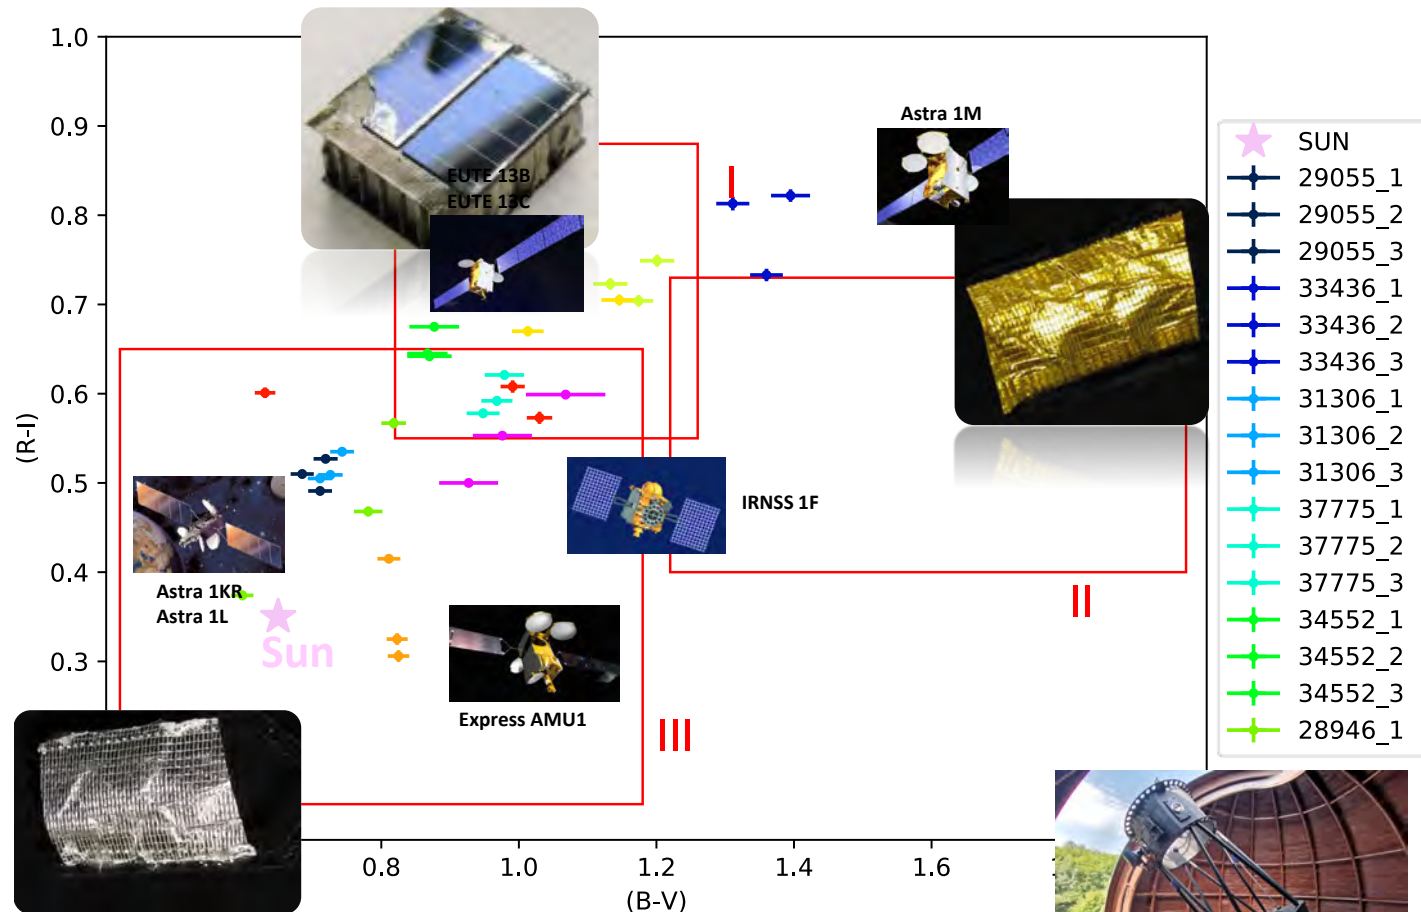 1.0
0.9
0.8
0.7
0.6
0.5
0.4
0.3
(R-I)
EUTE 13B
EUTE 13C
Astra 1M
I
Astra 1KR
Astra 1L
Sun
IRNSS 1F
Express AMU1
II
III
0.8
1.0
1.2
1.4
1.6
(B-V)
SUN
29055_1
29055_2
29055_3
33436_1
33436_2
33436_3
31306_1
31306_2
31306_3
37775_1
37775_2
37775_3
34552_1
34552_2
34552_3
28946_1